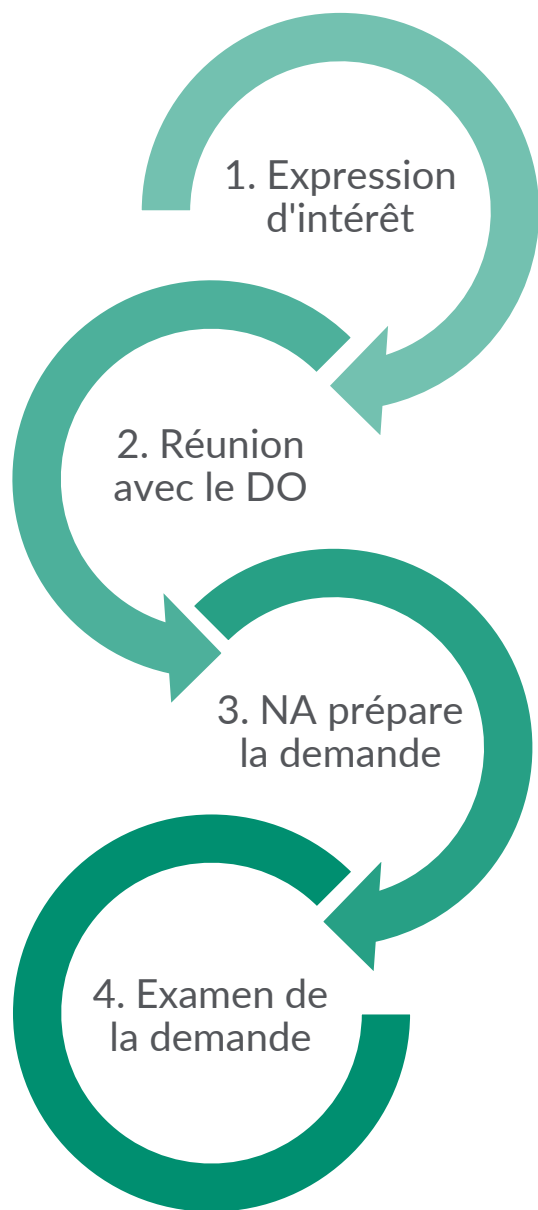 1. Expression
d'intérêt
2. Réunion
avec le DO
3. NA prépare
la demande
4. Examen de
la demande